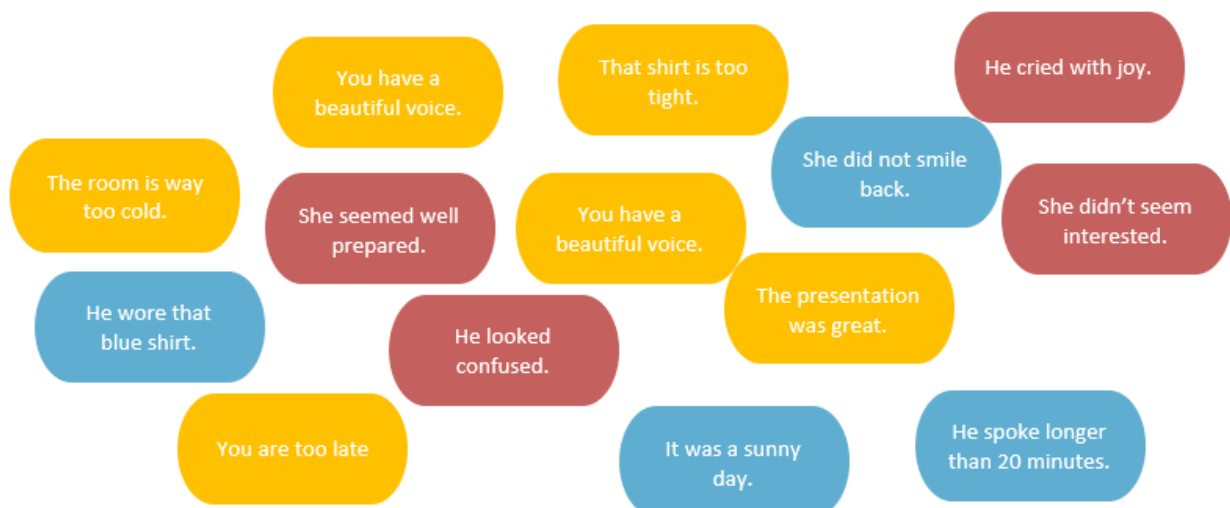 You have a
beautiful voice.
That shirt is too
tight.
He cried with joy.
The room is way
too cold.
She seemed well
prepared.
You have a
beautiful voice.
She did not smile
back.
She didn’t seem
interested.
He wore that
blue shirt.
He looked
confused.
The presentation
was great.
You are too late
It was a sunny
day.
He spoke longer
than 20 minutes.